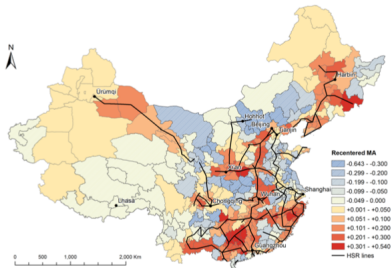 N
Urumqi
Harbin
Hohhot
Beijing
Tianjin
Xi'an
Shanghai
Wuhan
Lhasa
Chongqing
Guangzhou
Recentered MA
-0.643 - -0.300
-0.299 - -0.200
-0.199 - -0.100
-0.099 - -0.050
-0.049 - 0.000
+0.001 - +0.050
+0.051 - +0.100
+0.101 - +0.200
+0.201 - +0.300
+0.301 - +0.540
HSR lines
0
1,000
2,000 Km